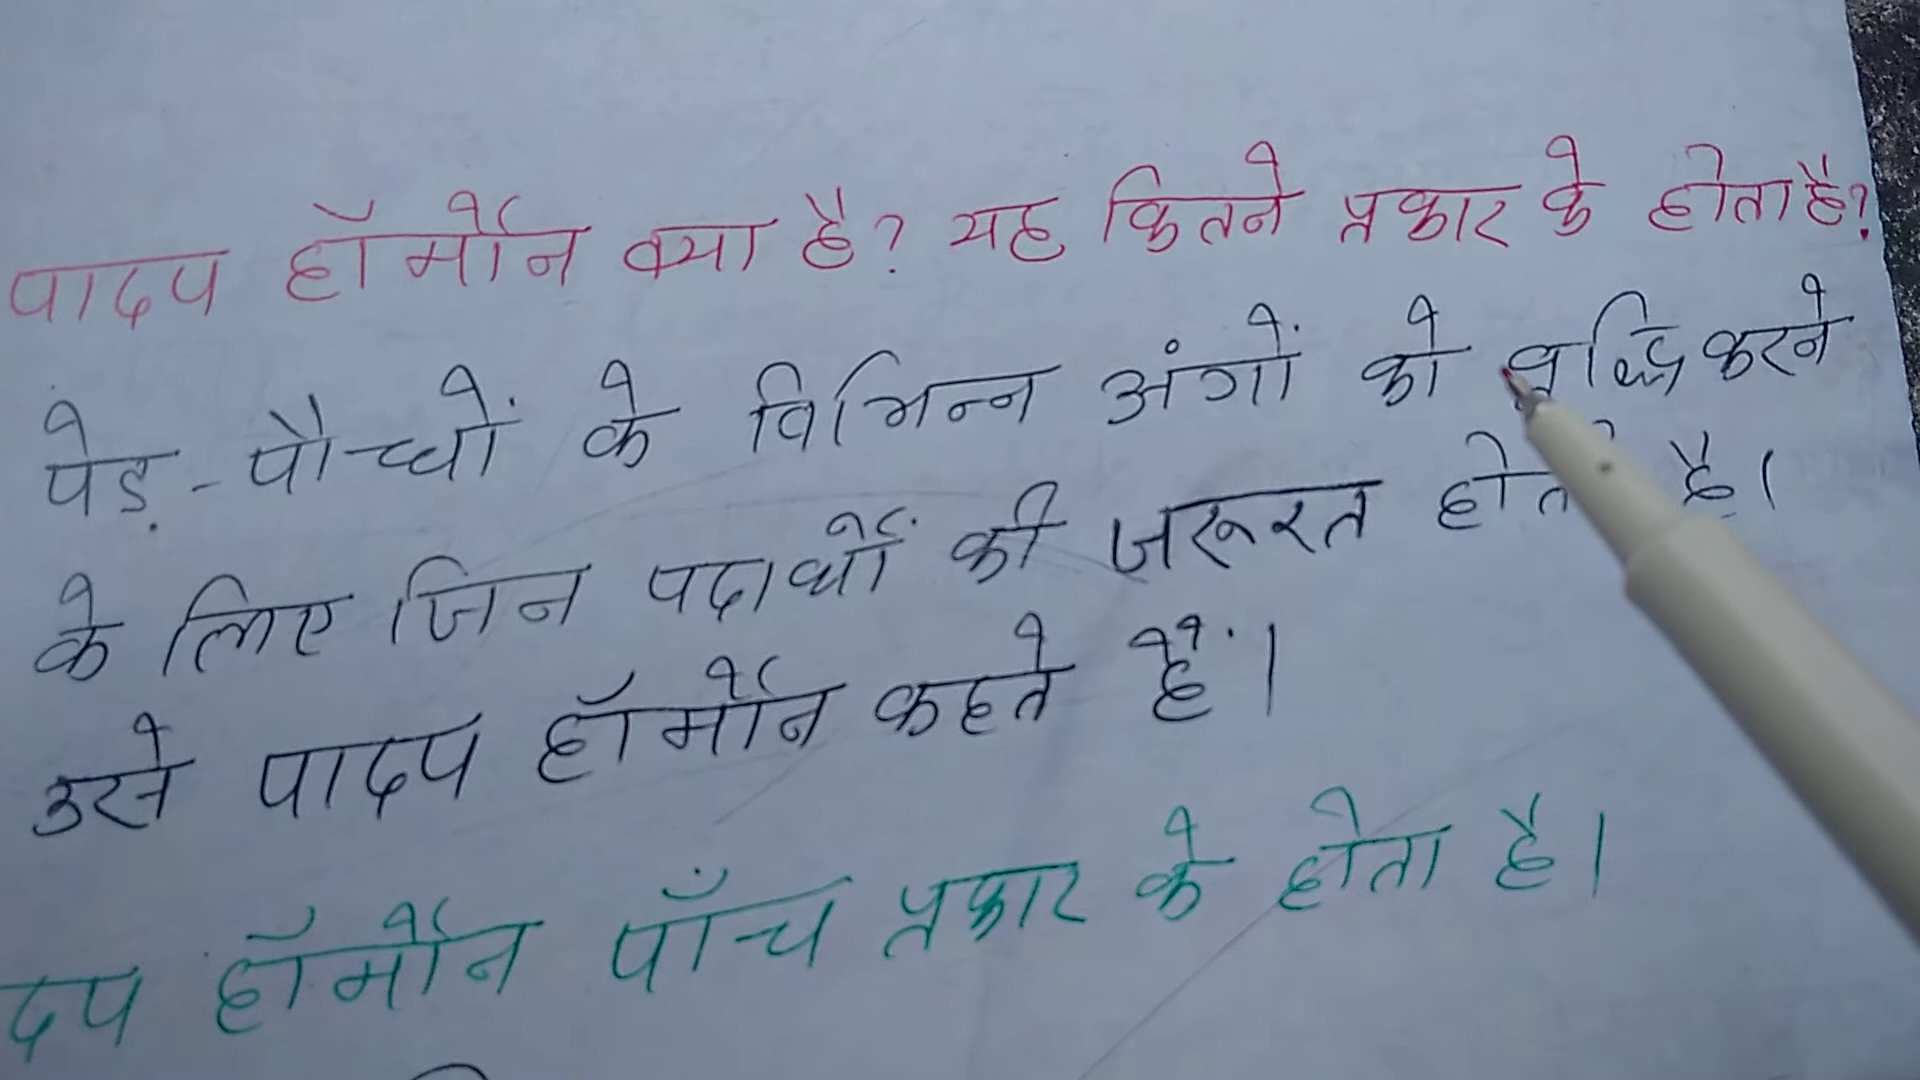 पादप हॉर्मोन क्या है? यह कितने प्रकार के होता है?
पेड़-पौधों के विभिन्न अंगों को वृद्धि करने
के लिए जिन पदार्थों की जरूरत होती है।
उसे पादप हॉर्मोन कहते हैं।
दप हॉर्मोन पाँच प्रकार के होता है।